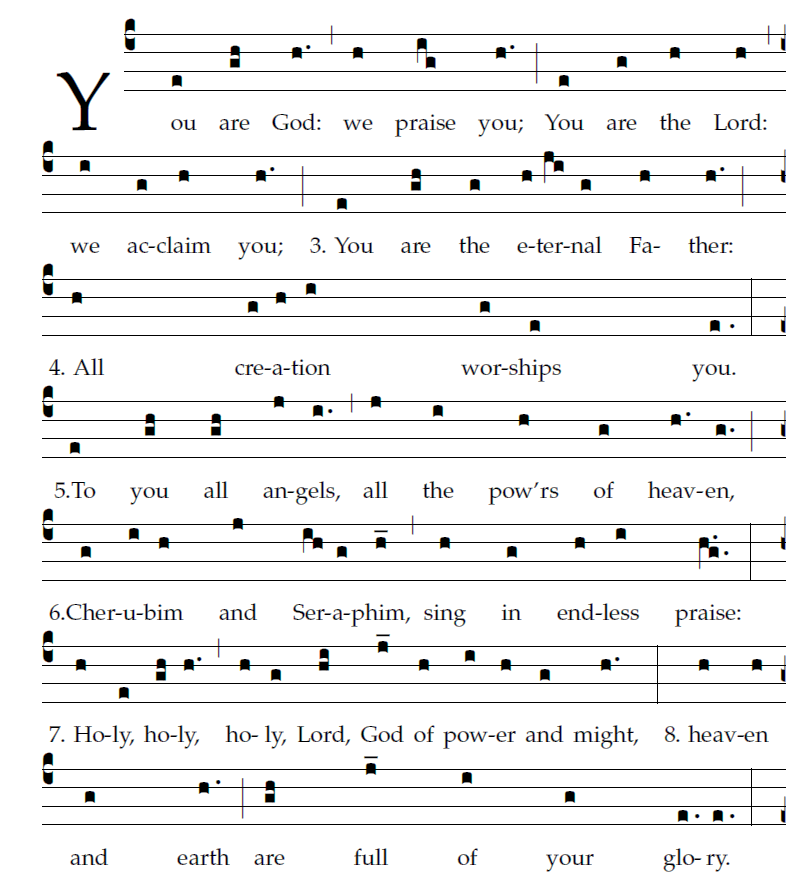 You are God: we praise you; You are the Lord:
we ac-claim you; 3. You are the e-ter-nal Fa- ther:
4. All cre-a-tion wor-ships you.
5.To you all an-gels, all the pow'rs of heav-en,
6.Cher-u-bim and Ser-a-phim, sing in end-less praise:
7. Ho-ly, ho-ly, ho- ly, Lord, God of pow-er and might, 8. heav-en
and earth are full of your glo- ry.